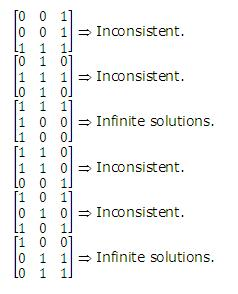 [0 0 1]
[0 0 1] ⇒ Inconsistent.
[1 1 1]
[0 1 0]
[1 1 1] ⇒ Inconsistent.
[0 1 0]
[1 1 1]
[1 0 0] ⇒ Infinite solutions.
[1 0 0]
[1 1 0]
[1 1 0] ⇒ Inconsistent.
[0 0 1]
[1 0 1]
[0 1 0] ⇒ Inconsistent.
[1 0 1]
[1 0 0]
[0 1 1] ⇒ Infinite solutions.
[0 1 1]